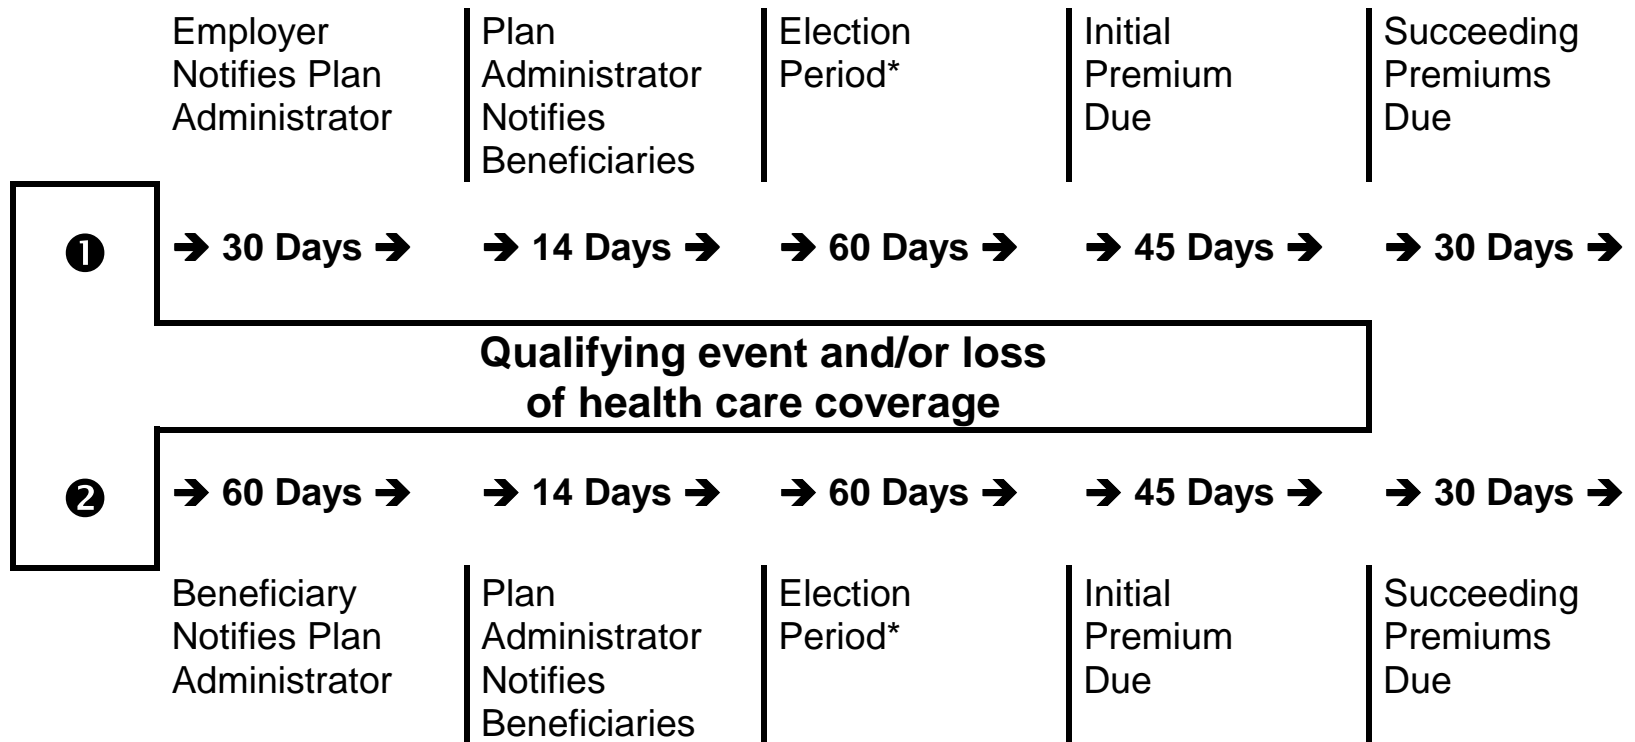 Employer
Notifies Plan
Administrator
Plan
Administrator
Notifies
Beneficiaries
Election
Period*
Initial
Premium
Due
Succeeding
Premiums
Due
❶ ➔ 30 Days ➔ ➔ 14 Days ➔ ➔ 60 Days ➔ ➔ 45 Days ➔ ➔ 30 Days ➔
Qualifying event and/or loss
of health care coverage
❷ ➔ 60 Days ➔ ➔ 14 Days ➔ ➔ 60 Days ➔ ➔ 45 Days ➔ ➔ 30 Days ➔
Beneficiary
Notifies Plan
Administrator
Plan
Administrator
Notifies
Beneficiaries
Election
Period*
Initial
Premium
Due
Succeeding
Premiums
Due